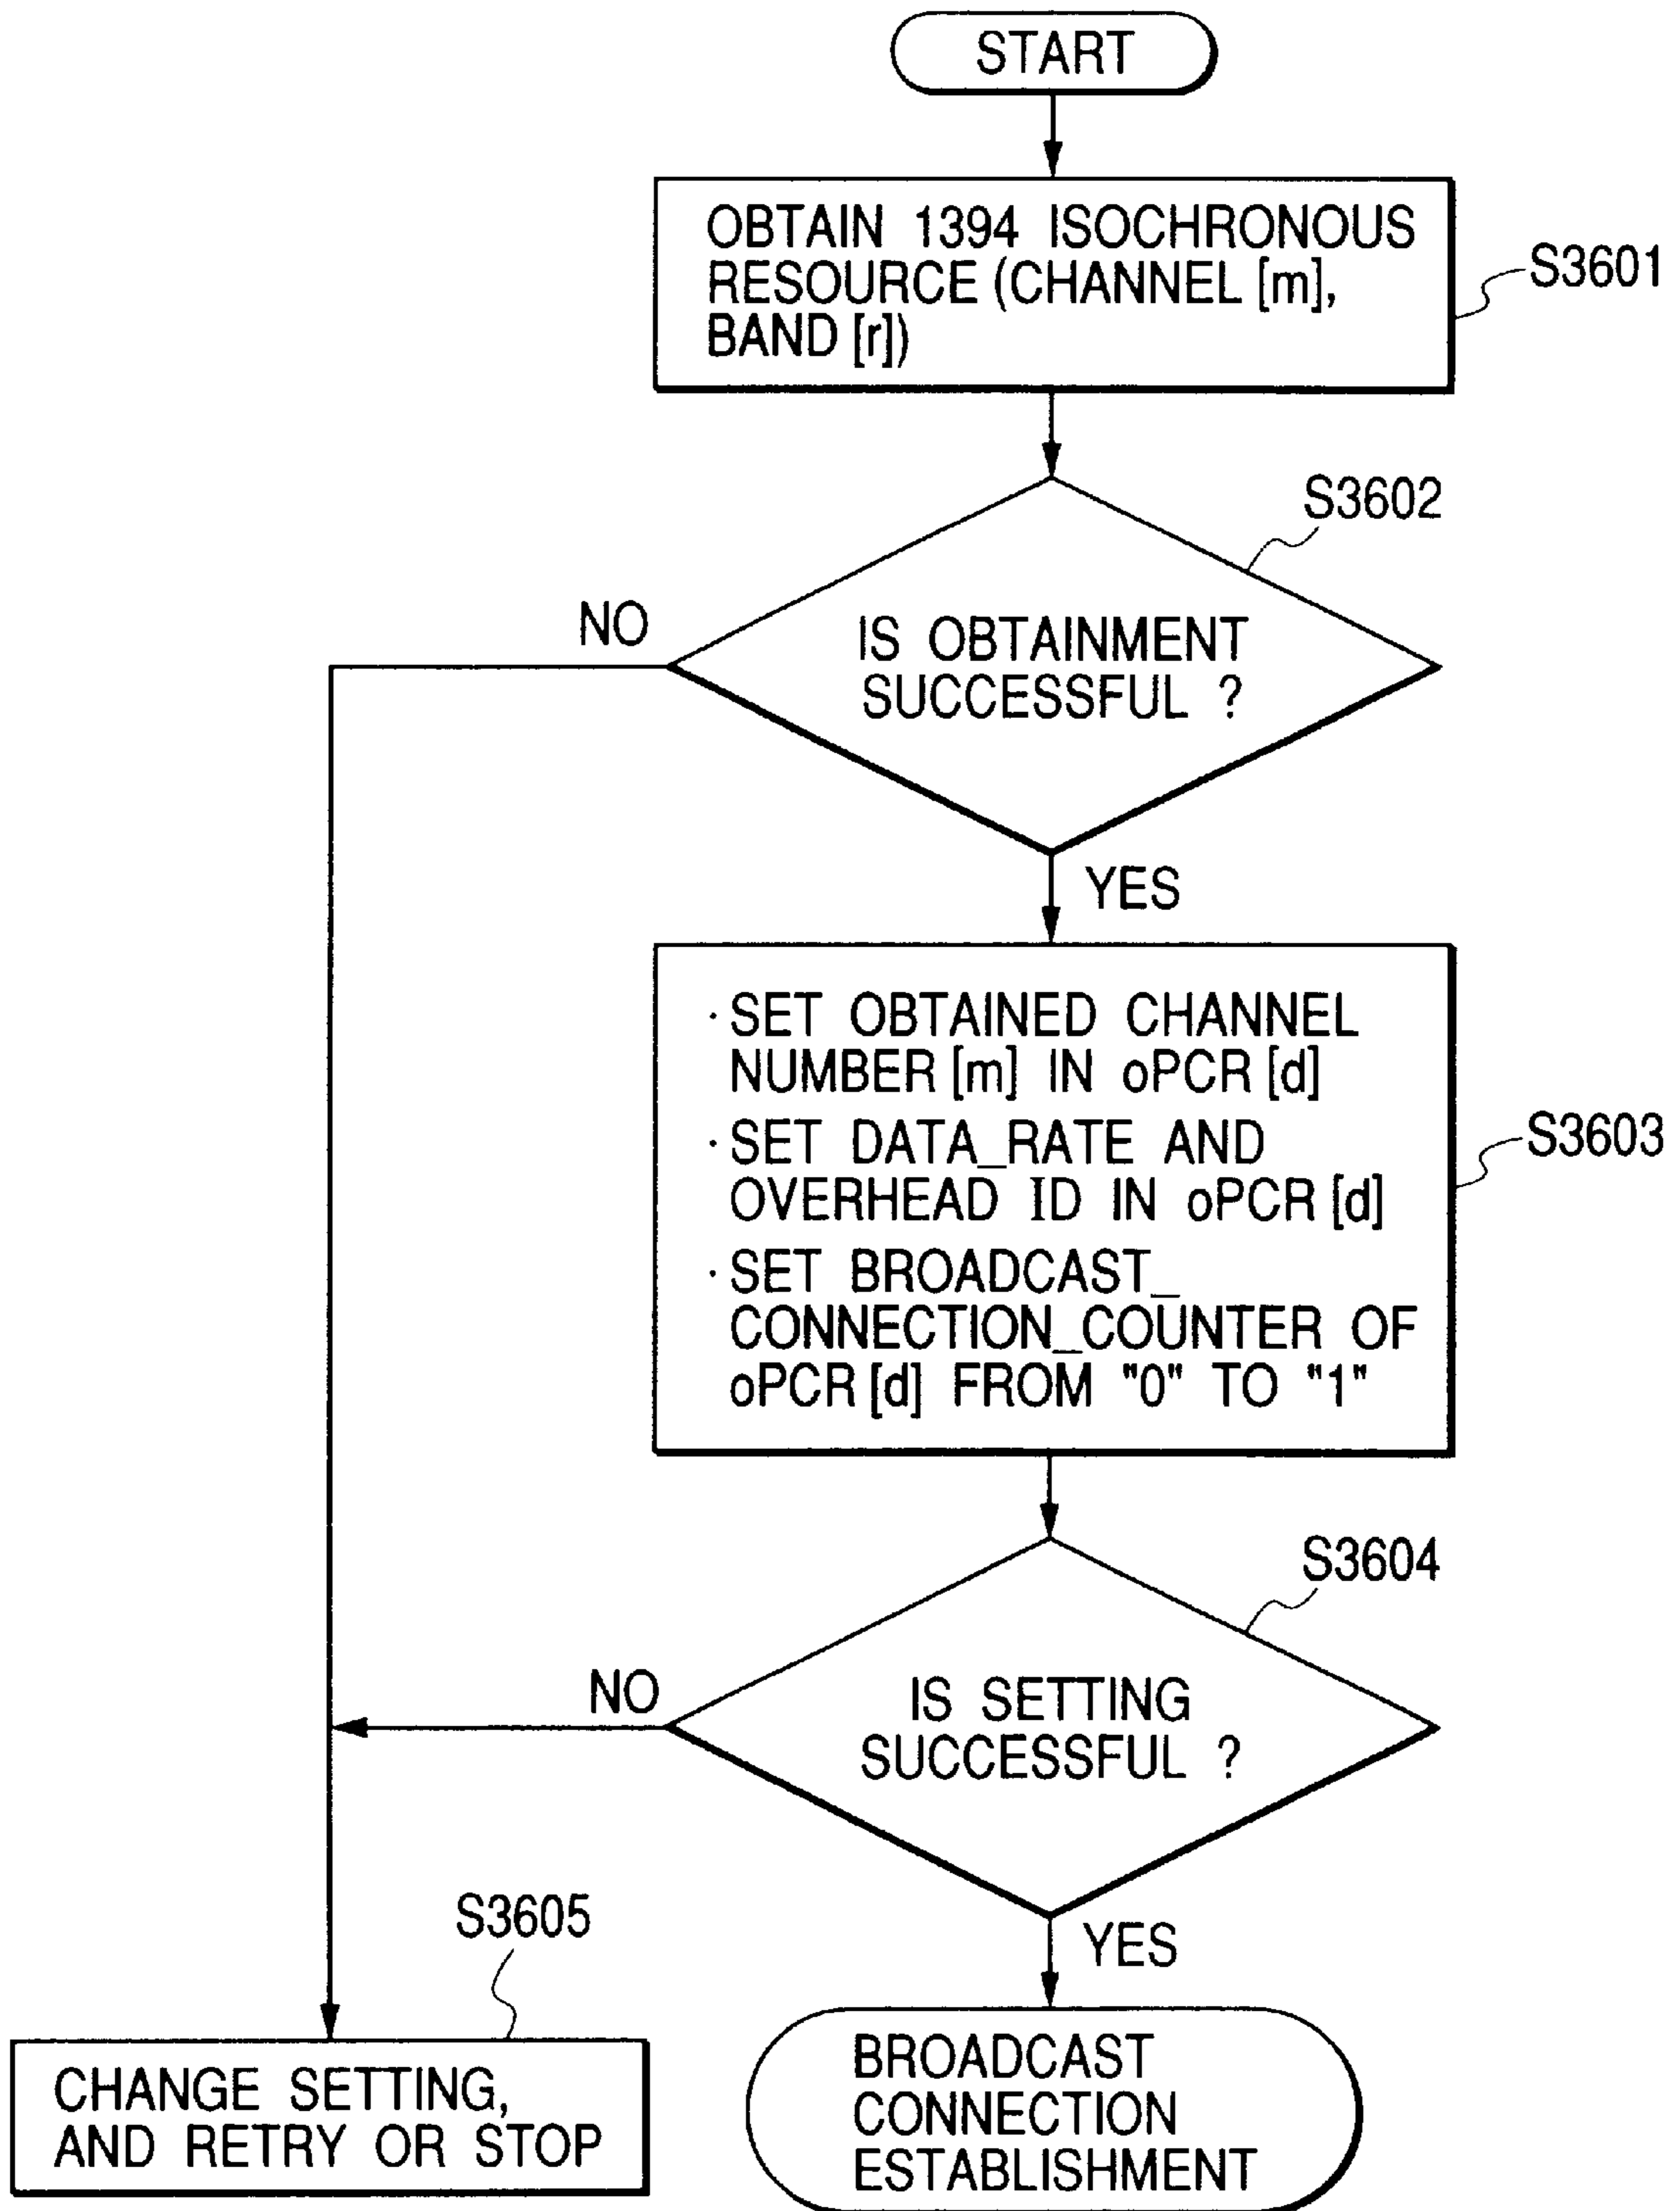 START
OBTAIN 1394 ISOCHRONOUS
RESOURCE (CHANNEL [m],
BAND [r])
S3601
S3602
NO
IS OBTAINMENT
SUCCESSFUL ?
YES
· SET OBTAINED CHANNEL
NUMBER [m] IN oPCR [d]
· SET DATA_RATE AND
OVERHEAD ID IN oPCR [d]
· SET BROADCAST_
CONNECTION_COUNTER OF
oPCR [d] FROM "0" TO "1"
S3603
S3604
NO
IS SETTING
SUCCESSFUL ?
YES
S3605
CHANGE SETTING,
AND RETRY OR STOP
BROADCAST
CONNECTION
ESTABLISHMENT